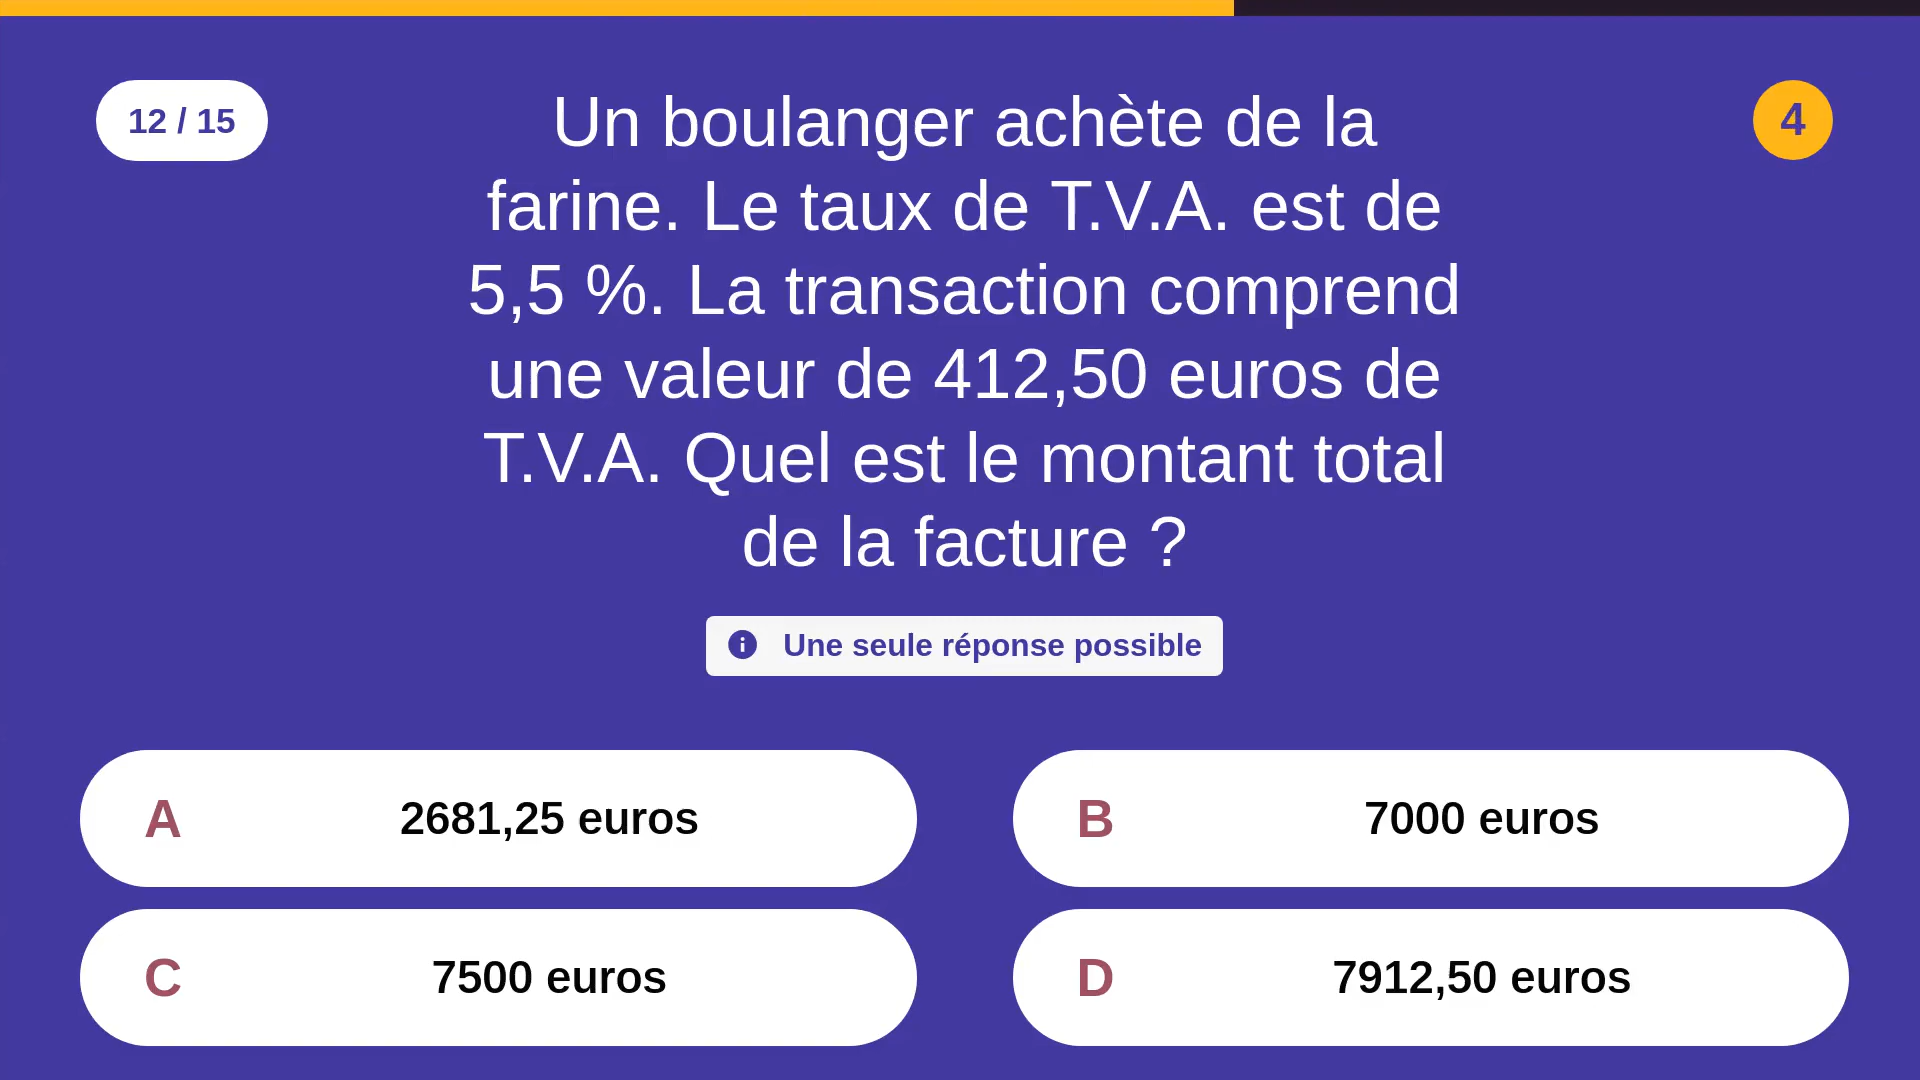 12 / 15
Un boulanger achète de la
farine. Le taux de T.V.A. est de
5,5 %. La transaction comprend
une valeur de 412,50 euros de
T.V.A. Quel est le montant total
de la facture ?
4
Une seule réponse possible
A 2681,25 euros
B 7000 euros
C 7500 euros
D 7912,50 euros